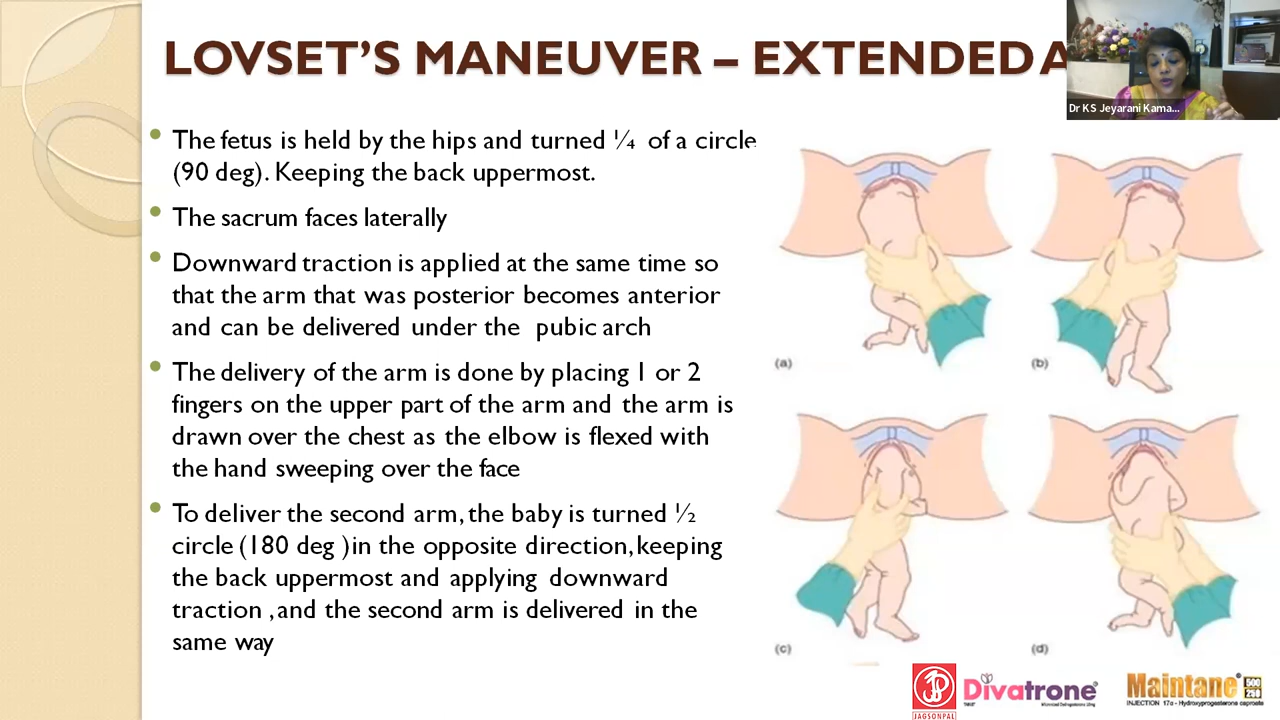 LOVSET’S MANEUVER – EXTENDED A
Dr KS Jeyarani Kama...
• The fetus is held by the hips and turned ¼ of a circle
(90 deg). Keeping the back uppermost.
• The sacrum faces laterally
• Downward traction is applied at the same time so
that the arm that was posterior becomes anterior
and can be delivered under the pubic arch
• The delivery of the arm is done by placing 1 or 2
fingers on the upper part of the arm and the arm is
drawn over the chest as the elbow is flexed with
the hand sweeping over the face
• To deliver the second arm, the baby is turned ½
circle (180 deg )in the opposite direction, keeping
the back uppermost and applying downward
traction , and the second arm is delivered in the
same way
(a)
(b)
(c)
(d)
JAGSONPAL
Divatrone®
Maintane® 500 250
INJECTION 17α - Hydroxyprogesterone caproate